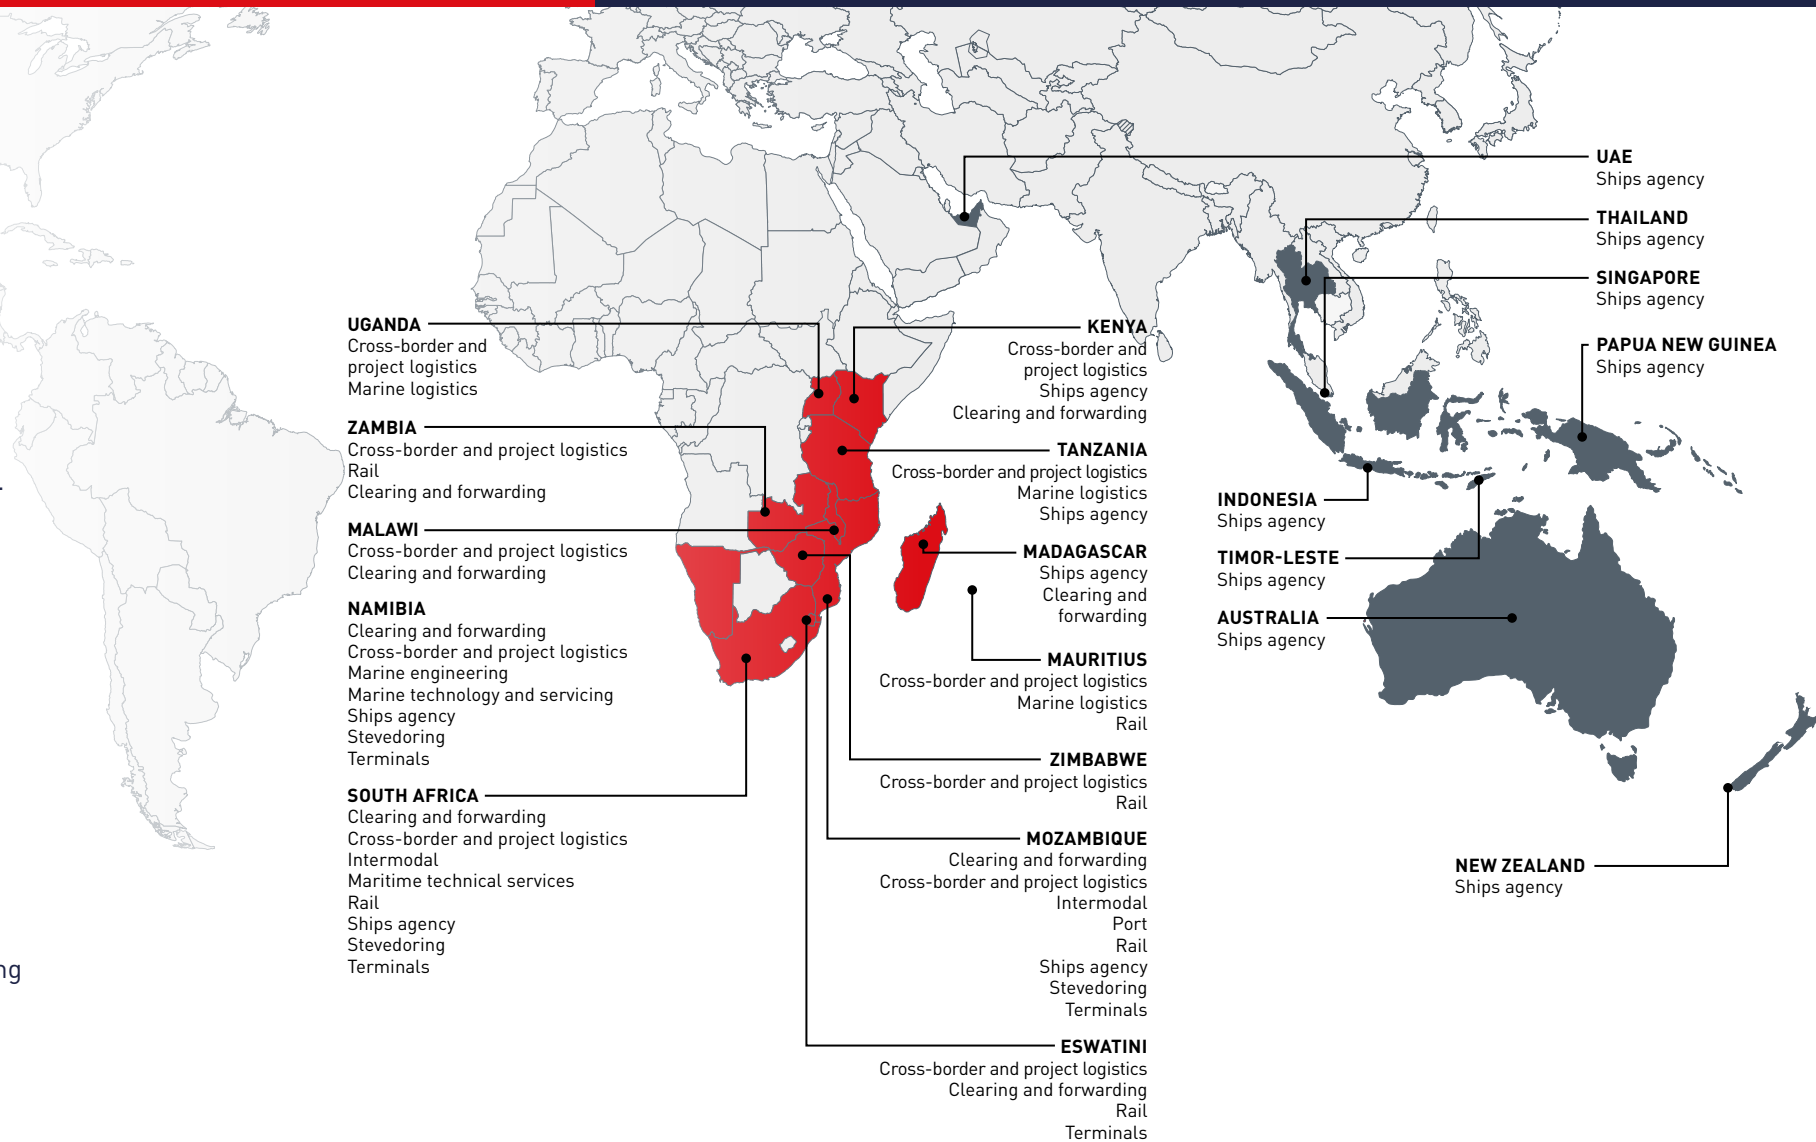 UGANDA
Cross-border and
project logistics
Marine logistics
ZAMBIA
Cross-border and project logistics
Rail
Clearing and forwarding
MALAWI
Cross-border and project logistics
Clearing and forwarding
NAMIBIA
Clearing and forwarding
Cross-border and project logistics
Marine engineering
Marine technology and servicing
Ships agency
Stevedoring
Terminals
SOUTH AFRICA
Clearing and forwarding
Cross-border and project logistics
Intermodal
Maritime technical services
Rail
Ships agency
Stevedoring
Terminals
KENYA
Cross-border and
project logistics
Ships agency
Clearing and forwarding
TANZANIA
Cross-border and project logistics
Marine logistics
Ships agency
MADAGASCAR
Ships agency
Clearing and
forwarding
MAURITIUS
Cross-border and project logistics
Marine logistics
Rail
ZIMBABWE
Cross-border and project logistics
Rail
MOZAMBIQUE
Clearing and forwarding
Cross-border and project logistics
Intermodal
Port
Rail
Ships agency
Stevedoring
Terminals
ESWATINI
Cross-border and project logistics
Clearing and forwarding
Rail
Terminals
UAE
Ships agency
THAILAND
Ships agency
SINGAPORE
Ships agency
PAPUA NEW GUINEA
Ships agency
INDONESIA
Ships agency
TIMOR-LESTE
Ships agency
AUSTRALIA
Ships agency
NEW ZEALAND
Ships agency